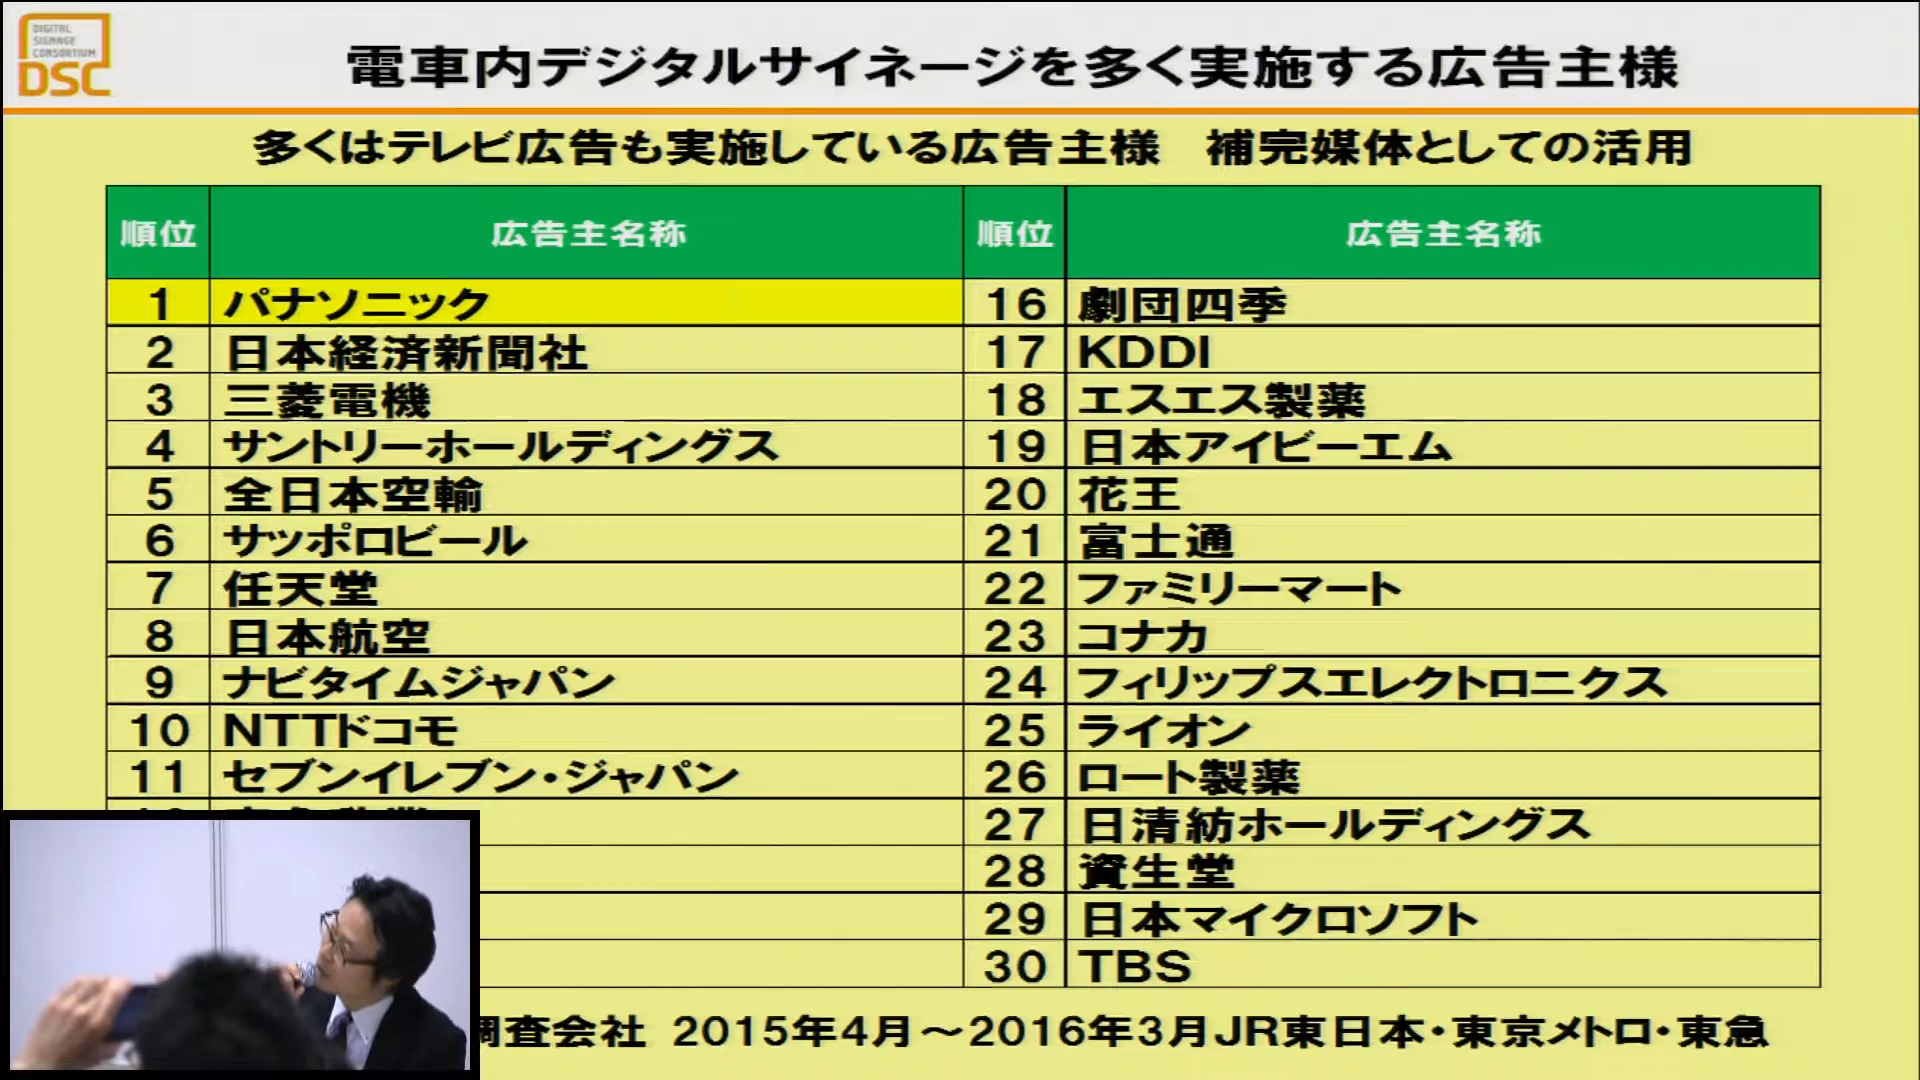 DIGITAL
SIGNAGE
CONSORTIUM
DSC
電車内デジタルサイネージを多く実施する広告主様
多くはテレビ広告も実施している広告主様 補完媒体としての活用
順位 広告主名称 順位 広告主名称
1 パナソニック 16 劇団四季
2 日本経済新聞社 17 KDDI
3 三菱電機 18 エスエス製薬
4 サントリーホールディングス 19 日本アイビーエム
5 全日本空輸 20 花王
6 サッポロビール 21 富士通
7 任天堂 22 ファミリーマート
8 日本航空 23 コナカ
9 ナビタイムジャパン 24 フィリップスエレクトロニクス
10 NTTドコモ 25 ライオン
11 セブンイレブン・ジャパン 26 ロート製薬
27 日清紡ホールディングス
28 資生堂
29 日本マイクロソフト
30 TBS
調査会社 2015年4月~2016年3月JR東日本・東京メトロ・東急